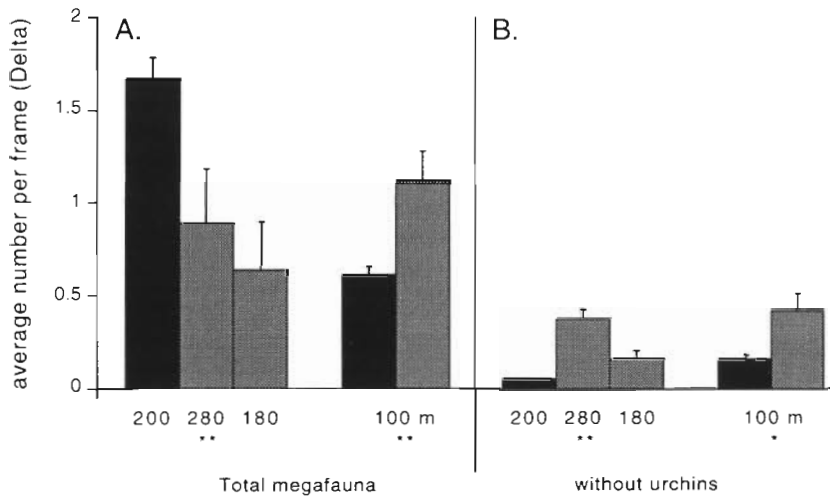 average number per frame (Delta)
2
1.5
1
0.5
0
A.
B.
200 280 180 100 m
** **
200 280 180 100 m
** *
Total megafauna
without urchins